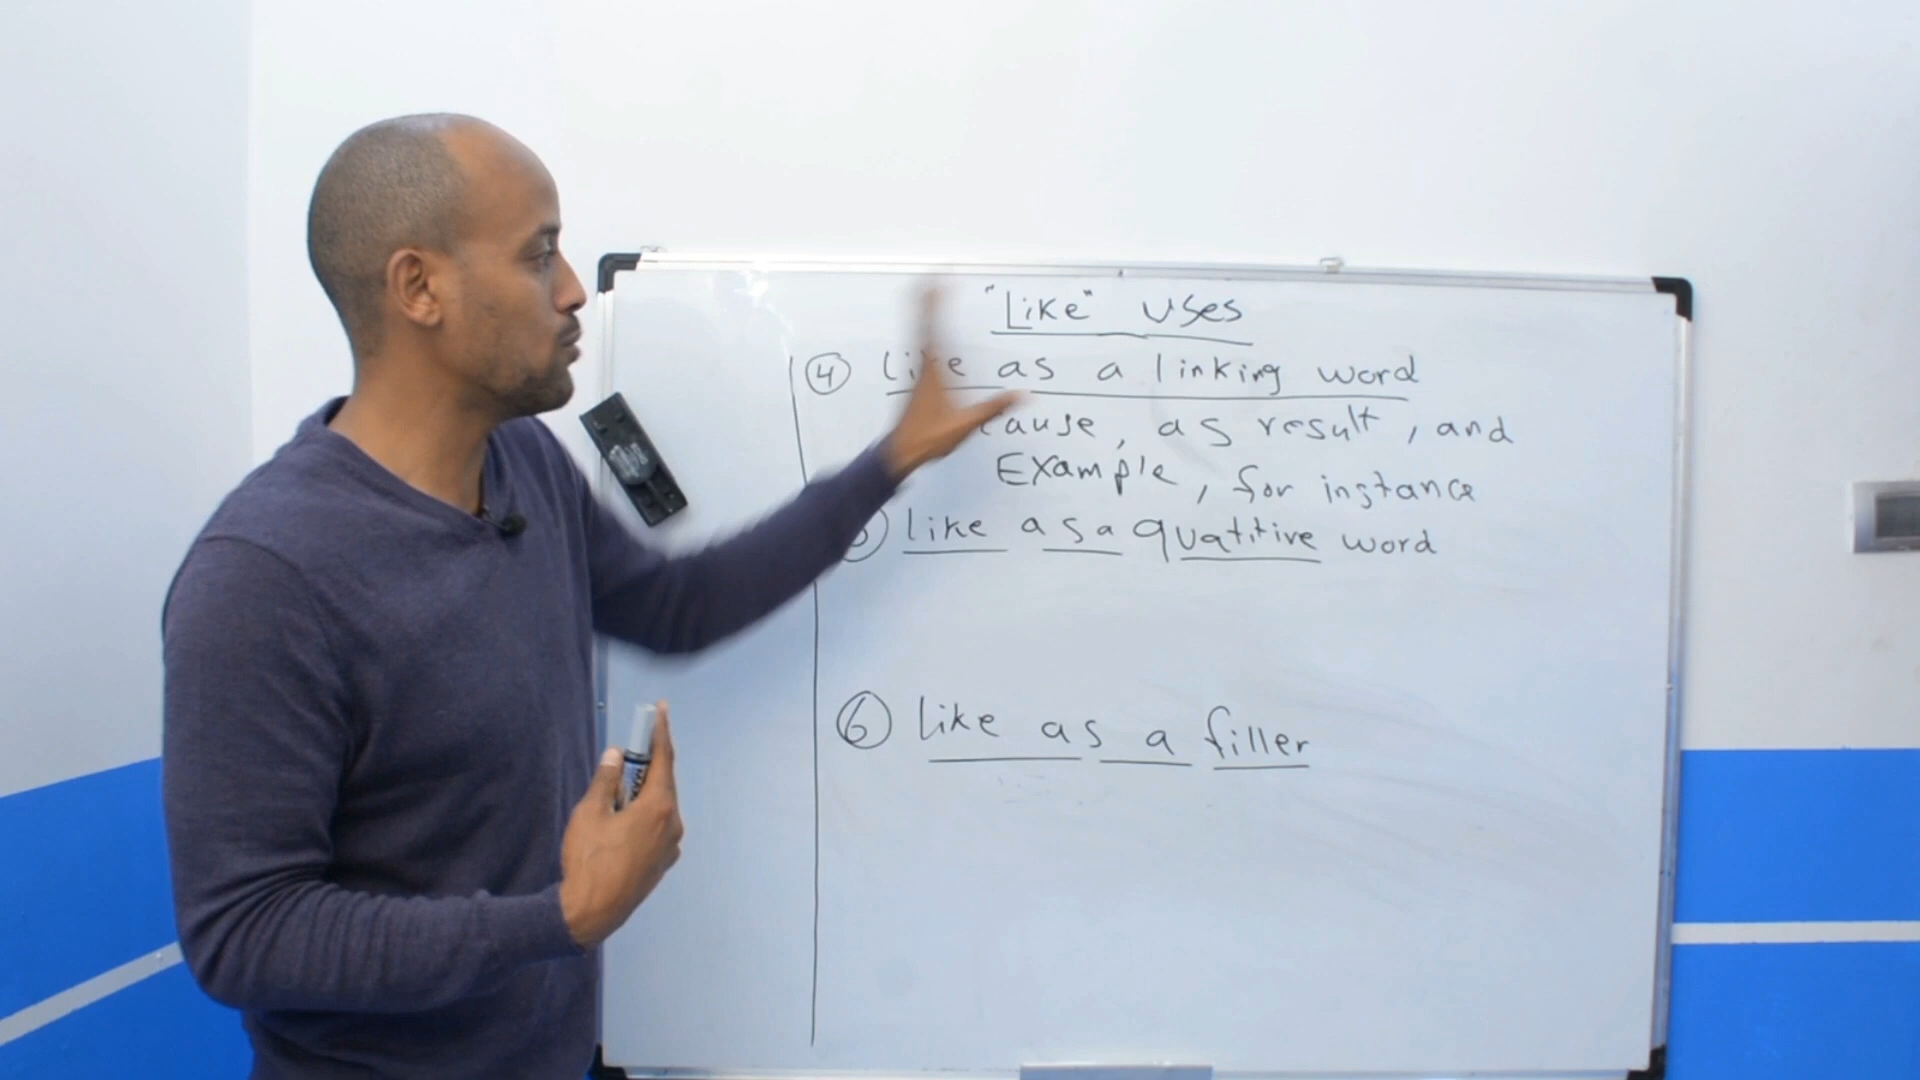 "Like" uses
④ like as a linking word
cause, as result, and
Example, for instance
like as a quatitive word
⑥ like as a filler